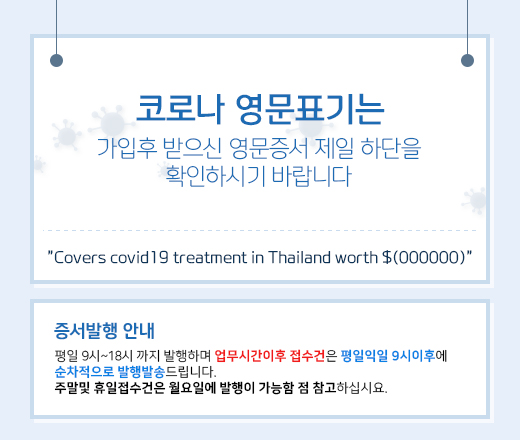 코로나 영문표기는
가입후 받으신 영문증서 제일 하단을
확인하시기 바랍니다
"Covers covid19 treatment in Thailand worth $(000000)"
증서발행 안내
평일 9시~18시 까지 발행하며 업무시간이후 접수건은 평일익일 9시이후에
순차적으로 발행발송드립니다.
주말및 휴일접수건은 월요일에 발행이 가능함 점 참고하십시요.